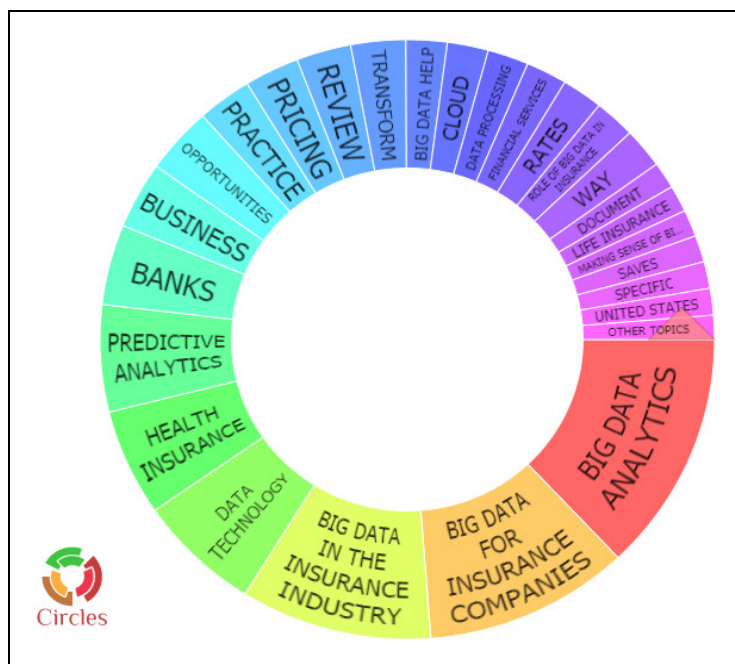 BIG DATA HELP
CLOUD
DATA PROCESSING
FINANCIAL SERVICES
RATES
ROLE OF BIG DATA IN
INSURANCE
WAY
DOCUMENT
LIFE INSURANCE
MAKING SENSE OF BI...
SAVES
SPECIFIC
UNITED STATES
OTHER TOPICS
BIG DATA
ANALYTICS
BIG DATA
FOR
INSURANCE
COMPANIES
BIG DATA
IN THE
INSURANCE
INDUSTRY
DATA
TECHNOLOGY
HEALTH
INSURANCE
PREDICTIVE
ANALYTICS
BANKS
BUSINESS
OPPORTUNITIES
PRACTICE
PRICING
REVIEW
TRANSFORM
Circles